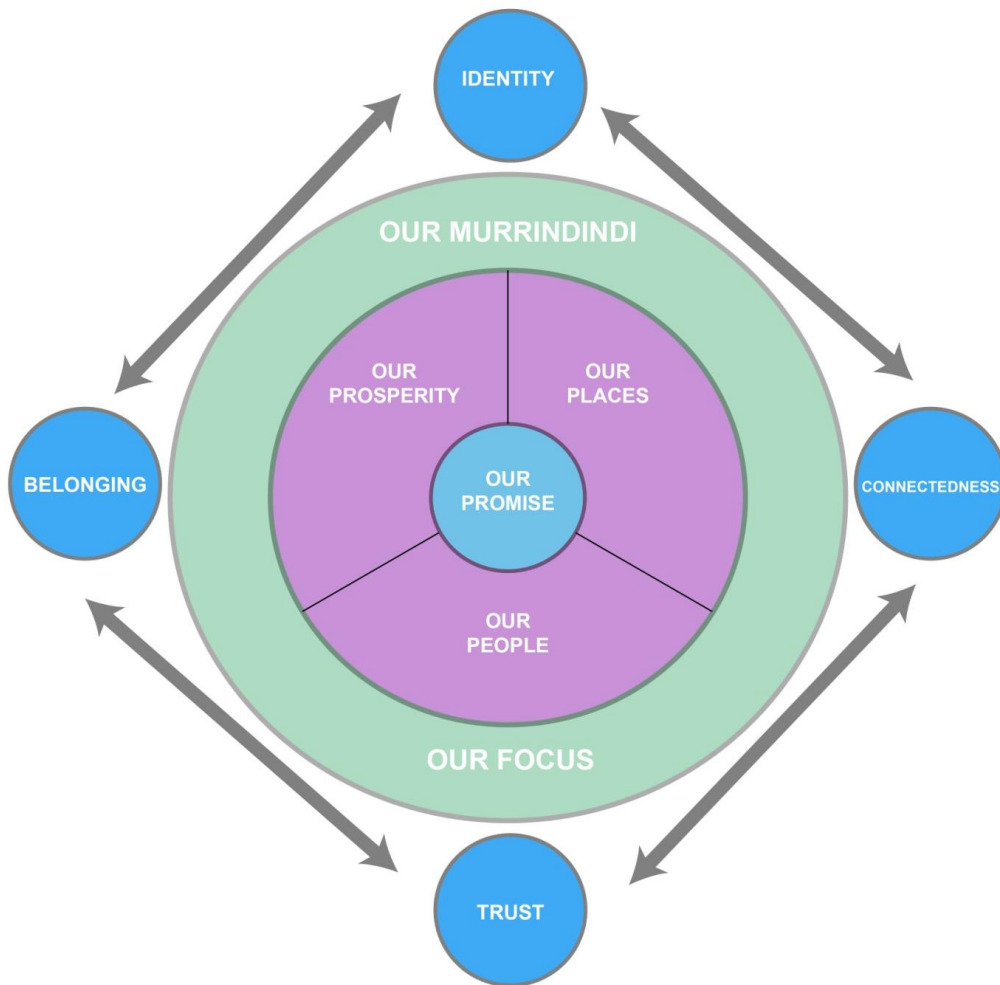 IDENTITY
OUR MURRINDINDI
OUR
PROSPERITY
OUR
PLACES
BELONGING
OUR
PROMISE
CONNECTEDNESS
OUR
PEOPLE
OUR FOCUS
TRUST